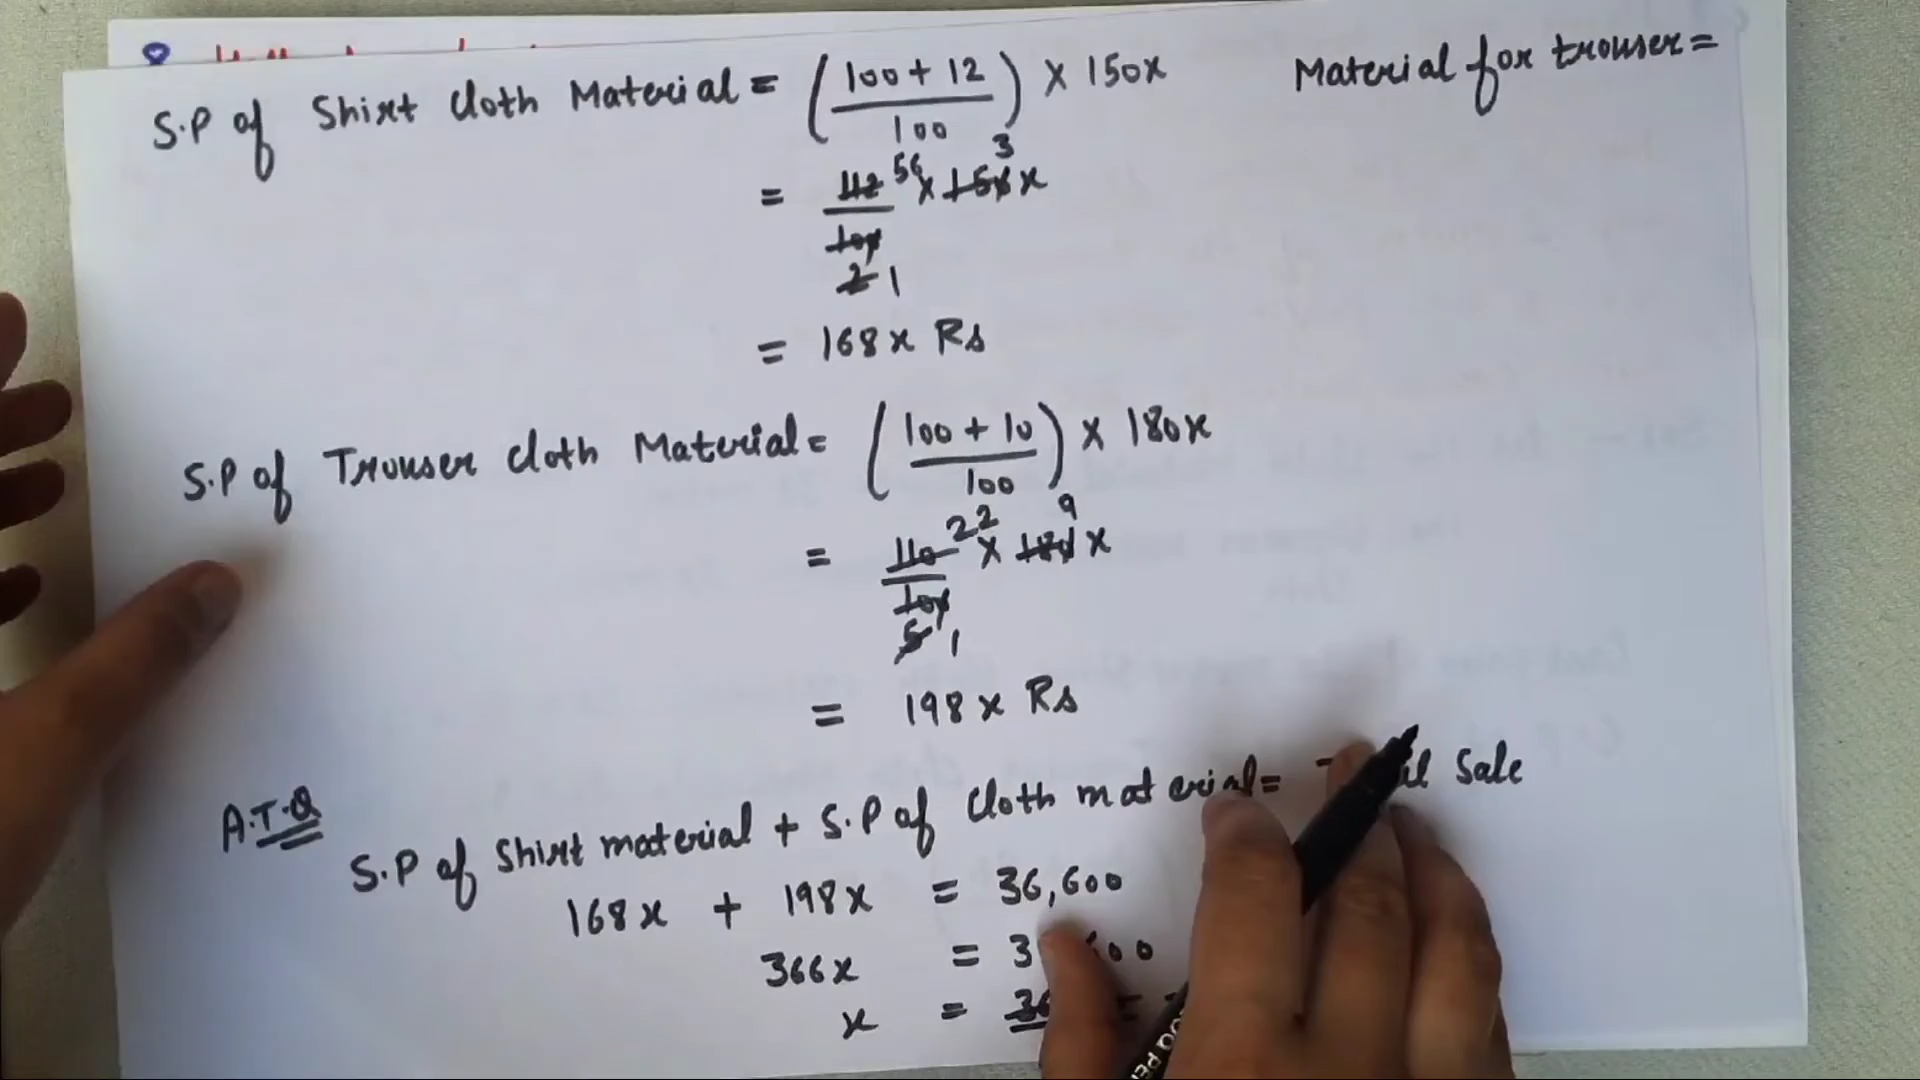 S.P of Shirt Cloth Material = (100 + 12 / 100) × 150x
= 112 56 × 150 3 x
100
2 1
= 168x Rs
S.P of Trouser Cloth Material = (100 + 10 / 100) × 180x
= 110 22 × 180 9 x
100
5 1
= 198x Rs
A.T.Q
S.P of Shirt material + S.P of Cloth material = Sale
168x + 198x = 36,600
366x =
x =
Material for trouser =